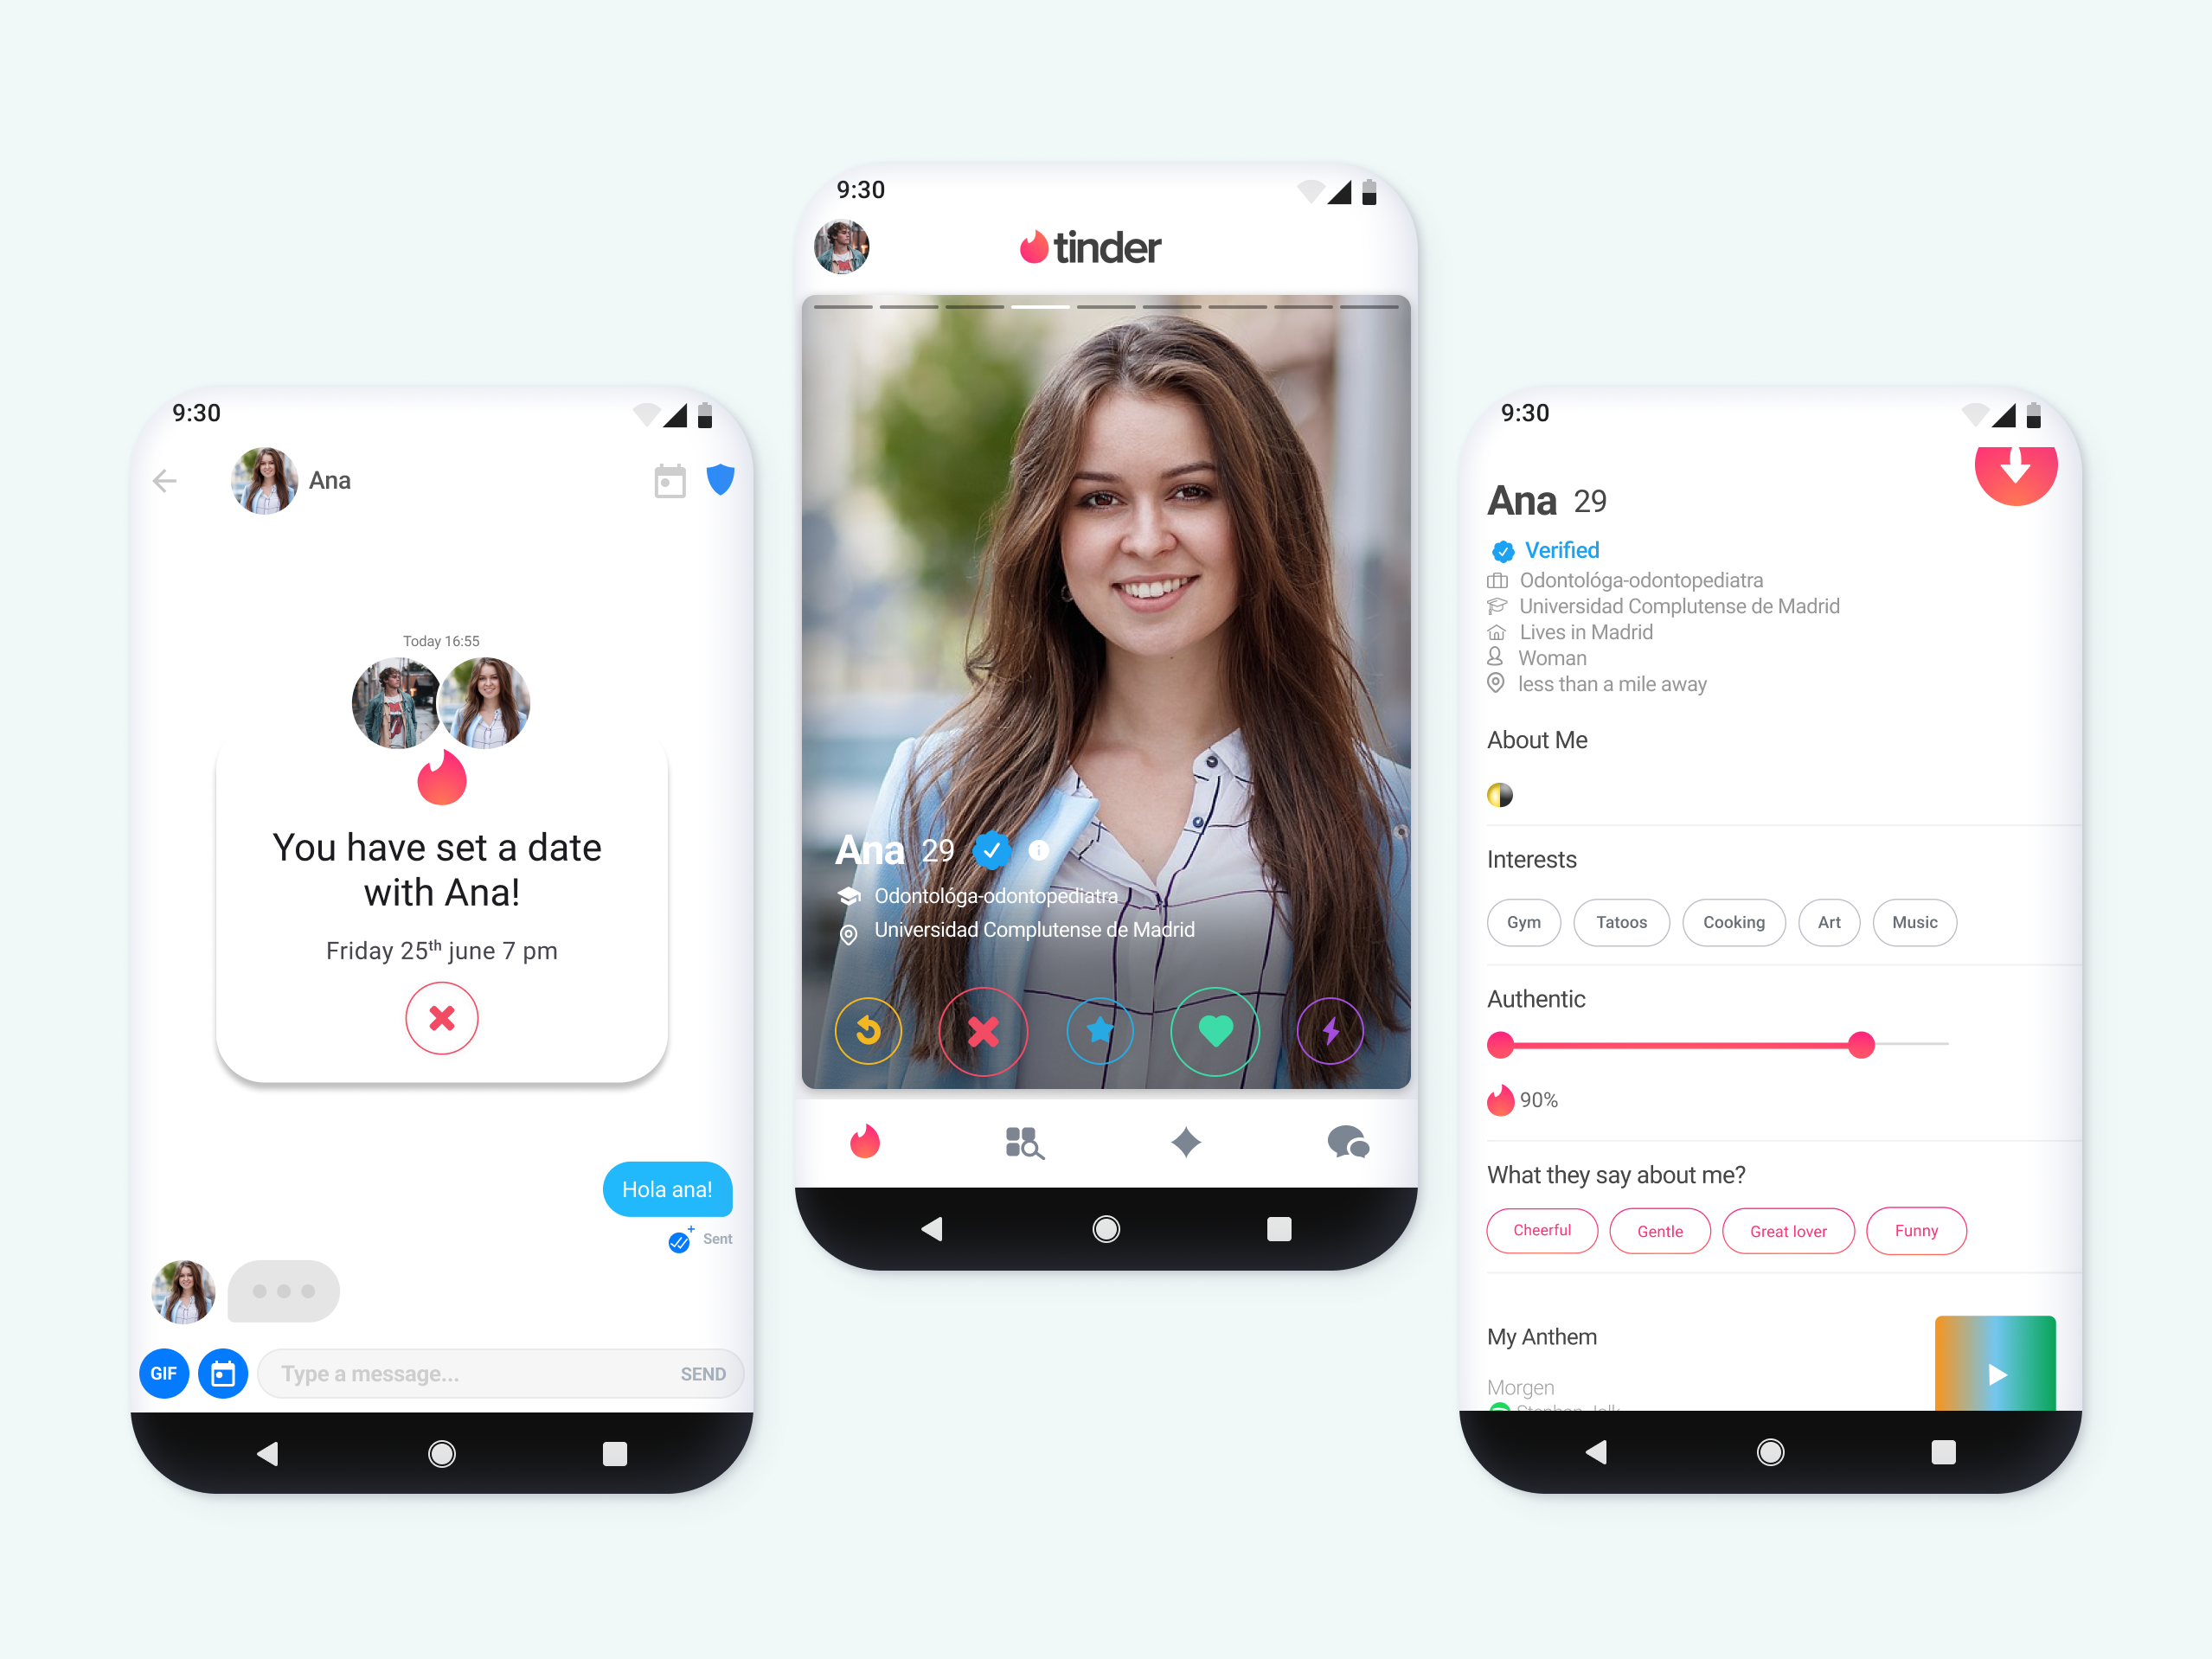 9:30
Ana
Today 16:55
You have set a date
with Ana!
Friday 25th june 7 pm
Hola ana!
Sent
GIF
Type a message...
SEND
9:30
tinder
Ana 29
Odontológa-odontopediatra
Universidad Complutense de Madrid
9:30
Ana 29
Verified
Odontológa-odontopediatra
Universidad Complutense de Madrid
Lives in Madrid
Woman
less than a mile away
About Me
Interests
Gym Tatoos Cooking Art Music
Authentic
90%
What they say about me?
Cheerful Gentle Great lover Funny
My Anthem
Morgen